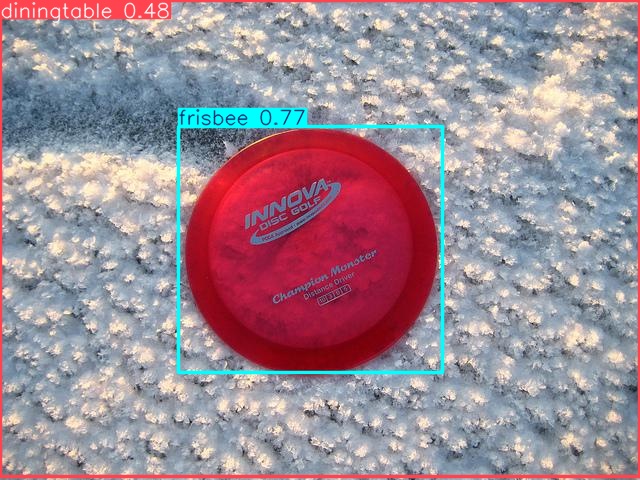 diningtable 0.48
frisbee 0.77
INNOVA
DISC GOLF
Champion Monster
Distance Driver